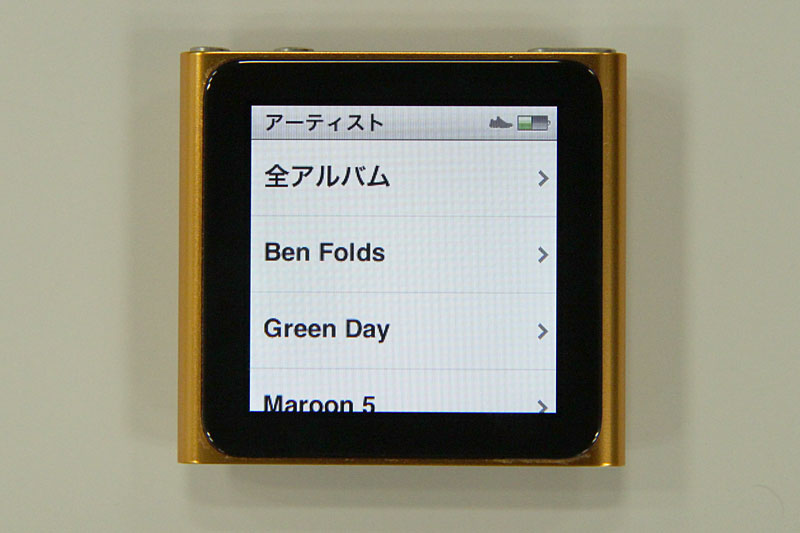 アーティスト
全アルバム
Ben Folds
Green Day
Maroon 5